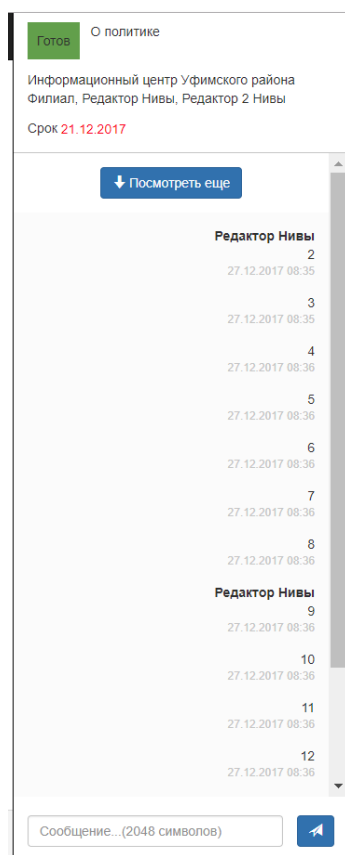 Готов
О политике
Информационный центр Уфимского района
Филиал, Редактор Нивы, Редактор 2 Нивы
Срок 21.12.2017
Посмотреть еще
Редактор Нивы
2
27.12.2017 08:35
3
27.12.2017 08:35
4
27.12.2017 08:36
5
27.12.2017 08:36
6
27.12.2017 08:36
7
27.12.2017 08:36
8
27.12.2017 08:36
Редактор Нивы
9
27.12.2017 08:36
10
27.12.2017 08:36
11
27.12.2017 08:36
12
27.12.2017 08:36
Сообщение...(2048 символов)